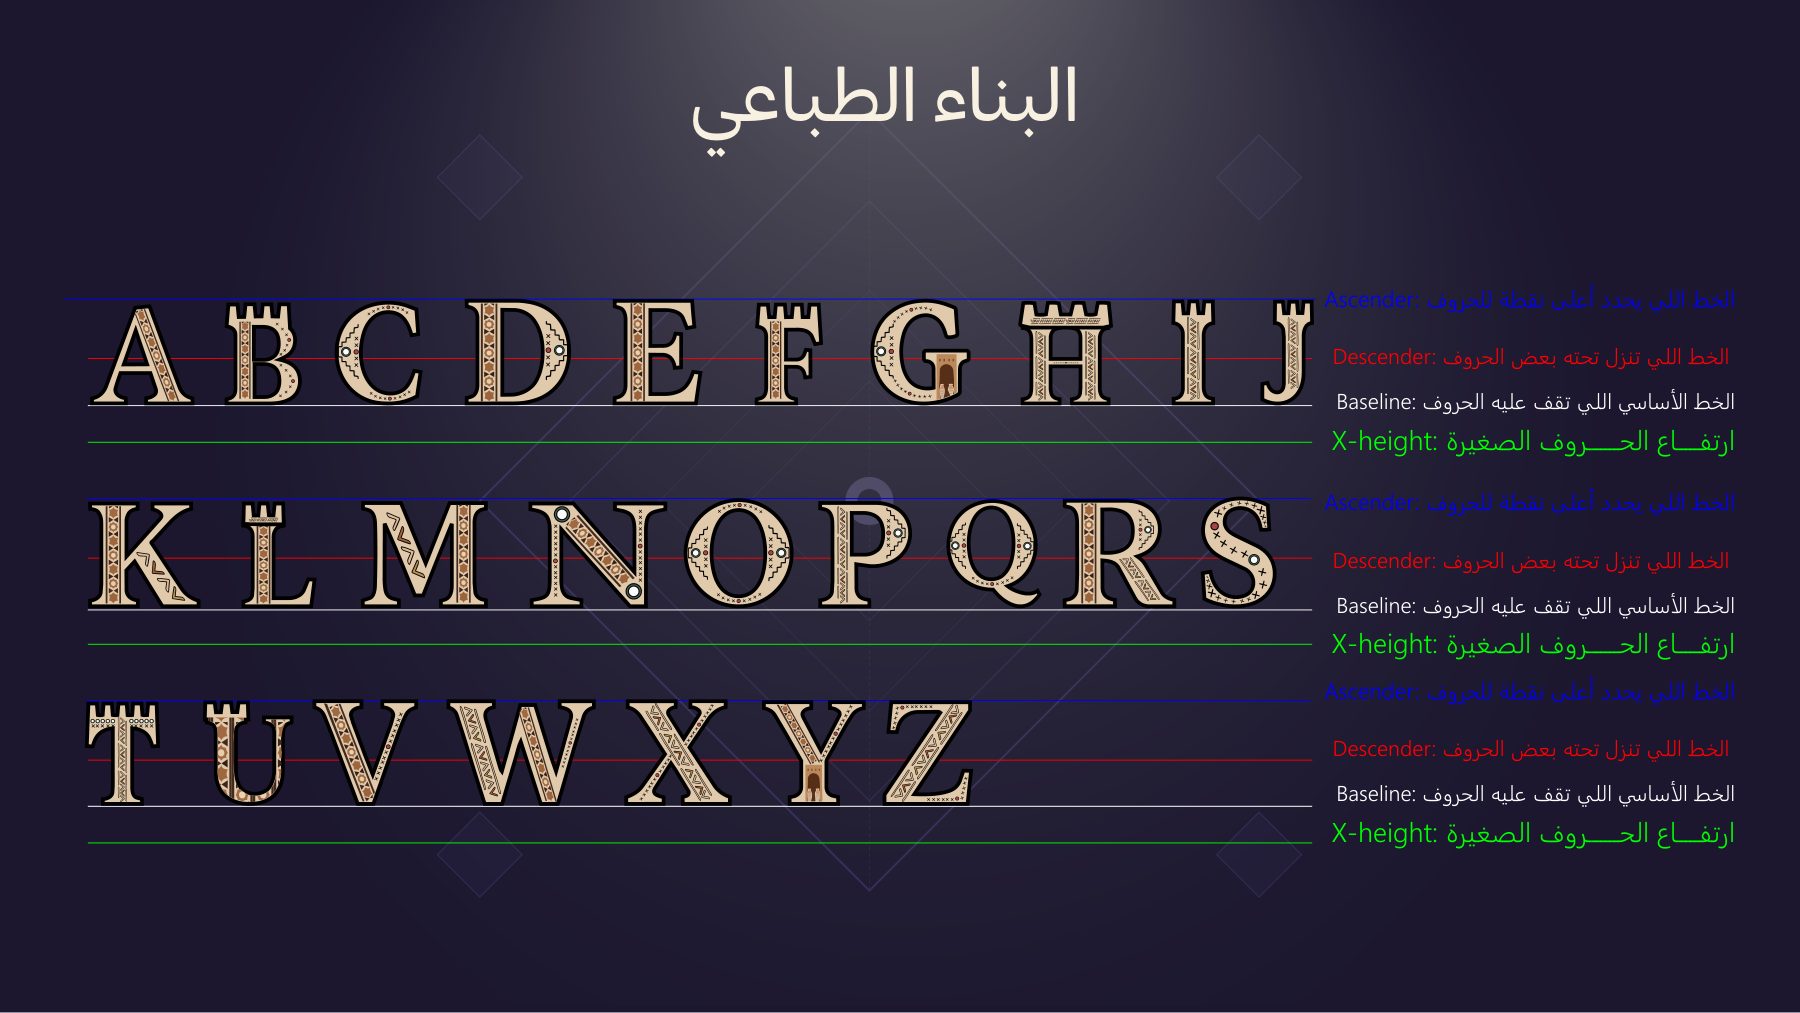 البناء الطباعي
A B C D E F G H I J
Ascender: الخط اللي يحدد أعلى نقطة للحروف
Descender: الخط اللي تنزل تحته بعض الحروف
Baseline: الخط الأساسي اللي تقف عليه الحروف
X-height: ارتفـــاع الحـــــروف الصغيرة
K L M N O P Q R S
Ascender: الخط اللي يحدد أعلى نقطة للحروف
Descender: الخط اللي تنزل تحته بعض الحروف
Baseline: الخط الأساسي اللي تقف عليه الحروف
X-height: ارتفـــاع الحـــــروف الصغيرة
T U V W X Y Z
Ascender: الخط اللي يحدد أعلى نقطة للحروف
Descender: الخط اللي تنزل تحته بعض الحروف
Baseline: الخط الأساسي اللي تقف عليه الحروف
X-height: ارتفـــاع الحـــــروف الصغيرة